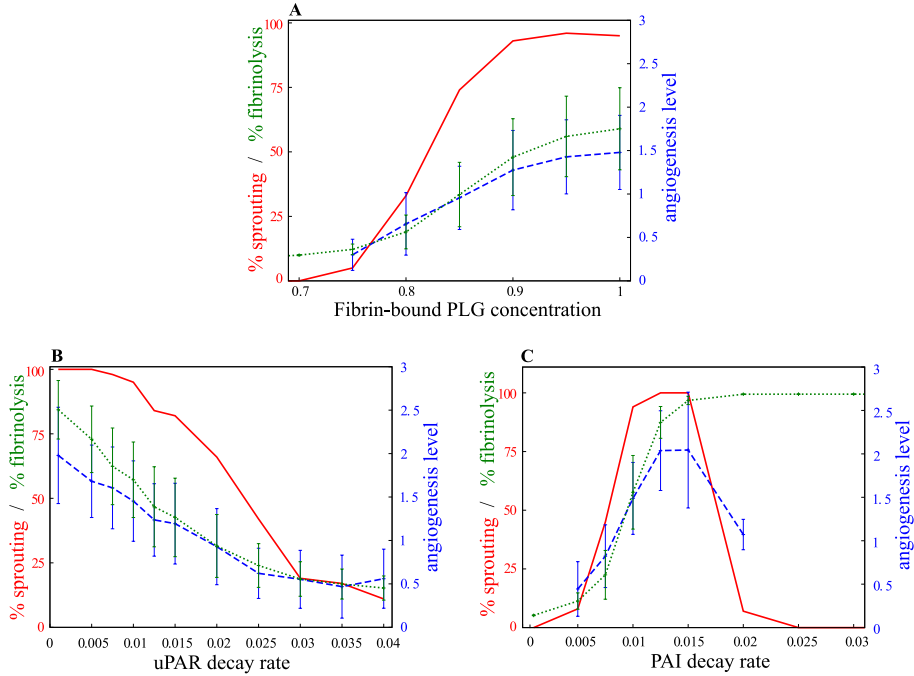 A
% sprouting / % fibrinolysis
100
75
50
25
0
3
2.5
2
1.5
1
0.5
0
angiogenesis level
0.7 0.8 0.9 1
Fibrin-bound PLG concentration
B
% sprouting / % fibrinolysis
100
75
50
25
0
3
2.5
2
1.5
1
0.5
0
angiogenesis level
0 0.005 0.01 0.015 0.02 0.025 0.03 0.035 0.04
uPAR decay rate
C
% sprouting / % fibrinolysis
100
75
50
25
0
3
2.5
2
1.5
1
0.5
0
angiogenesis level
0 0.005 0.01 0.015 0.02 0.025 0.03
PAI decay rate